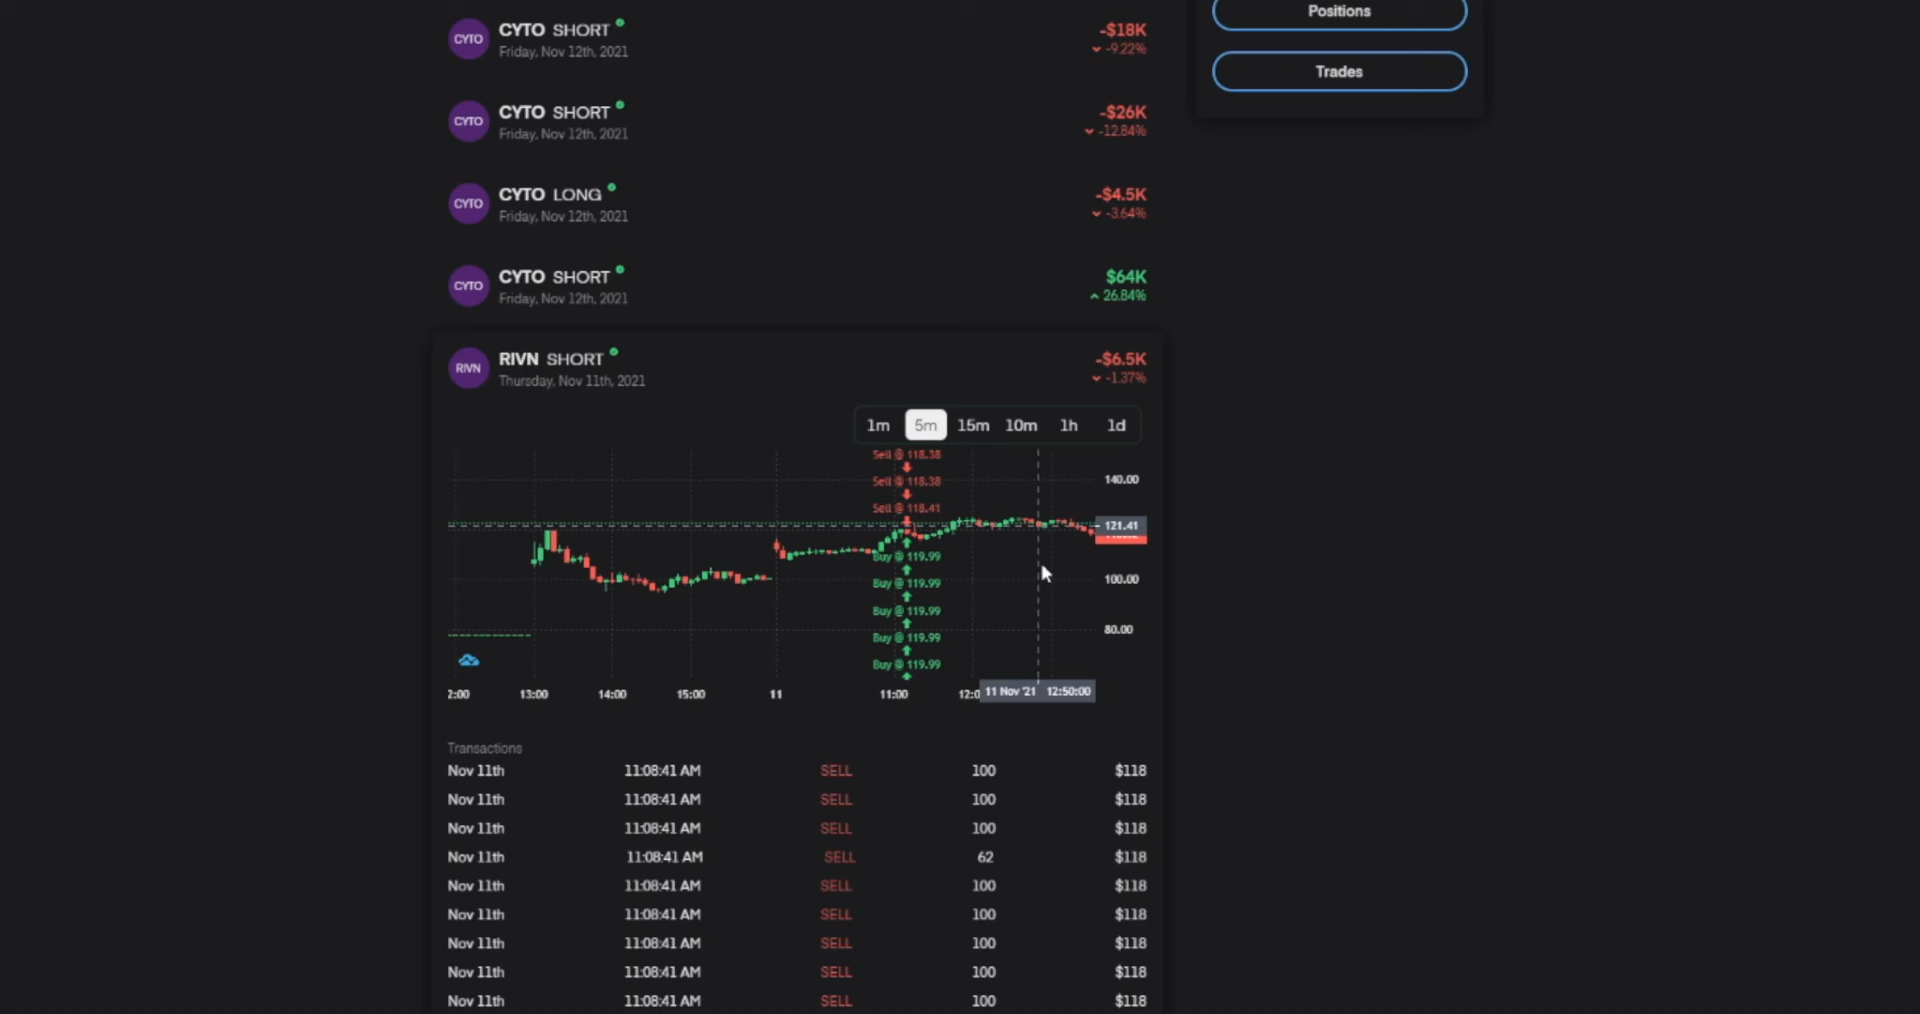 Positions
Trades
CYTO CYTO SHORT -$18K
Friday, Nov 12th, 2021 -9.22%
CYTO CYTO SHORT -$26K
Friday, Nov 12th, 2021 -12.84%
CYTO CYTO LONG -$4.5K
Friday, Nov 12th, 2021 -3.64%
CYTO CYTO SHORT $64K
Friday, Nov 12th, 2021 26.84%
RIVN RIVN SHORT -$6.5K
Thursday, Nov 11th, 2021 -1.37%
1m 5m 15m 10m 1h 1d
Sell @ 118.38
140.00
Sell @ 118.38
Sell @ 118.41
121.41
Buy @ 119.99
100.00
Buy @ 119.99
Buy @ 119.99
80.00
Buy @ 119.99
Buy @ 119.99
2:00 13:00 14:00 15:00 11 11:00 12:0 11 Nov '21 12:50:00
Transactions
Nov 11th 11:08:41 AM SELL 100 $118
Nov 11th 11:08:41 AM SELL 100 $118
Nov 11th 11:08:41 AM SELL 100 $118
Nov 11th 11:08:41 AM SELL 62 $118
Nov 11th 11:08:41 AM SELL 100 $118
Nov 11th 11:08:41 AM SELL 100 $118
Nov 11th 11:08:41 AM SELL 100 $118
Nov 11th 11:08:41 AM SELL 100 $118
Nov 11th 11:08:41 AM SELL 100 $118